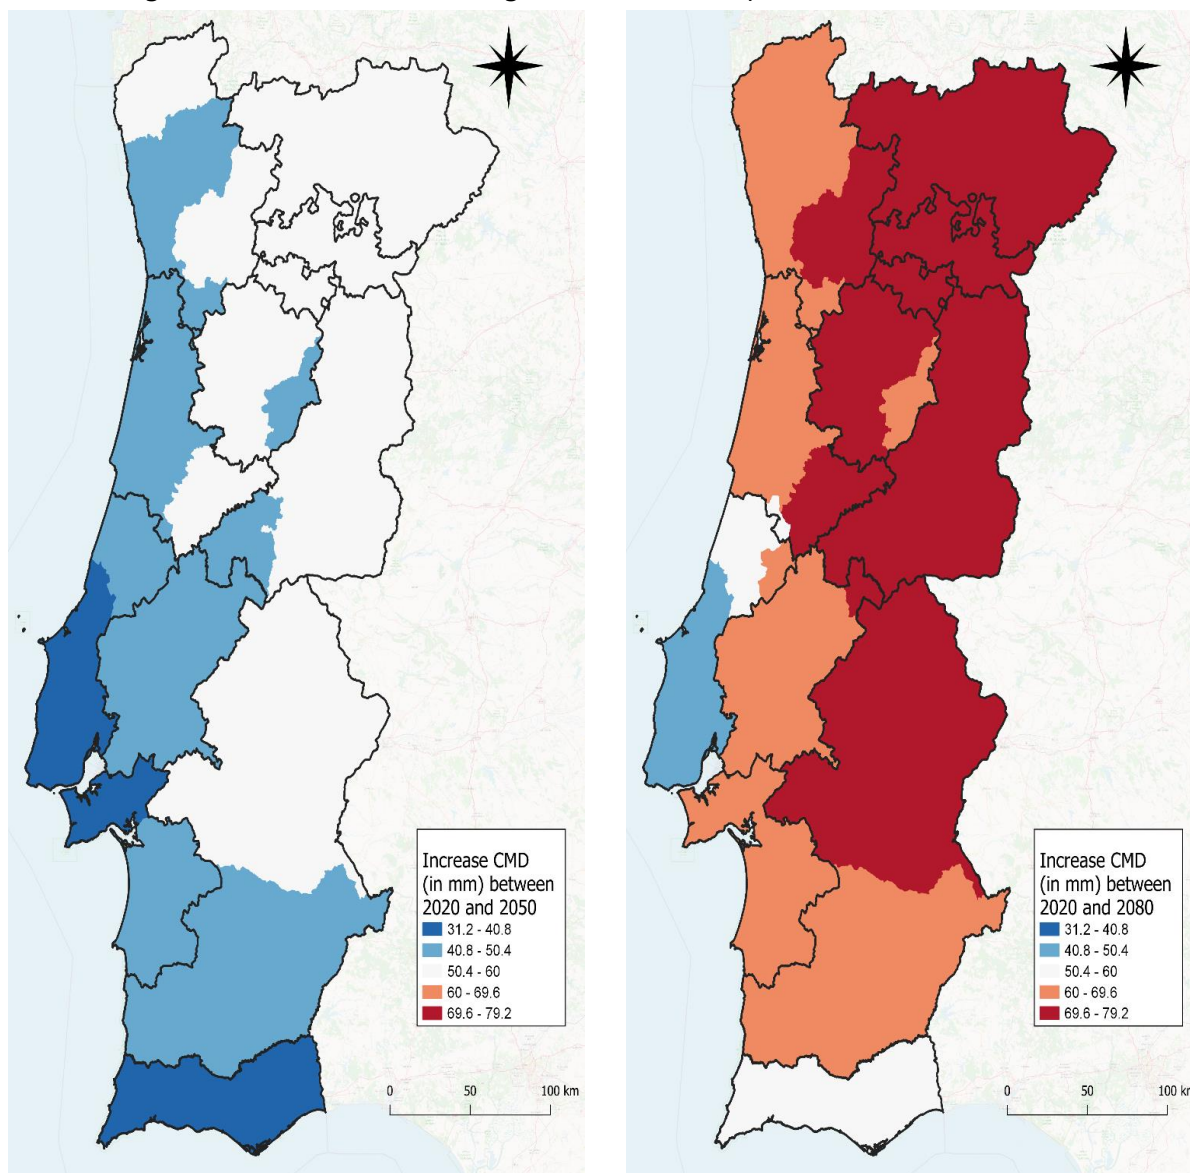 Increase CMD
(in mm) between
2020 and 2050
31.2 - 40.8
40.8 - 50.4
50.4 - 60
60 - 69.6
69.6 - 79.2
0 50 100 km
Increase CMD
(in mm) between
2020 and 2080
31.2 - 40.8
40.8 - 50.4
50.4 - 60
60 - 69.6
69.6 - 79.2
0 50 100 km